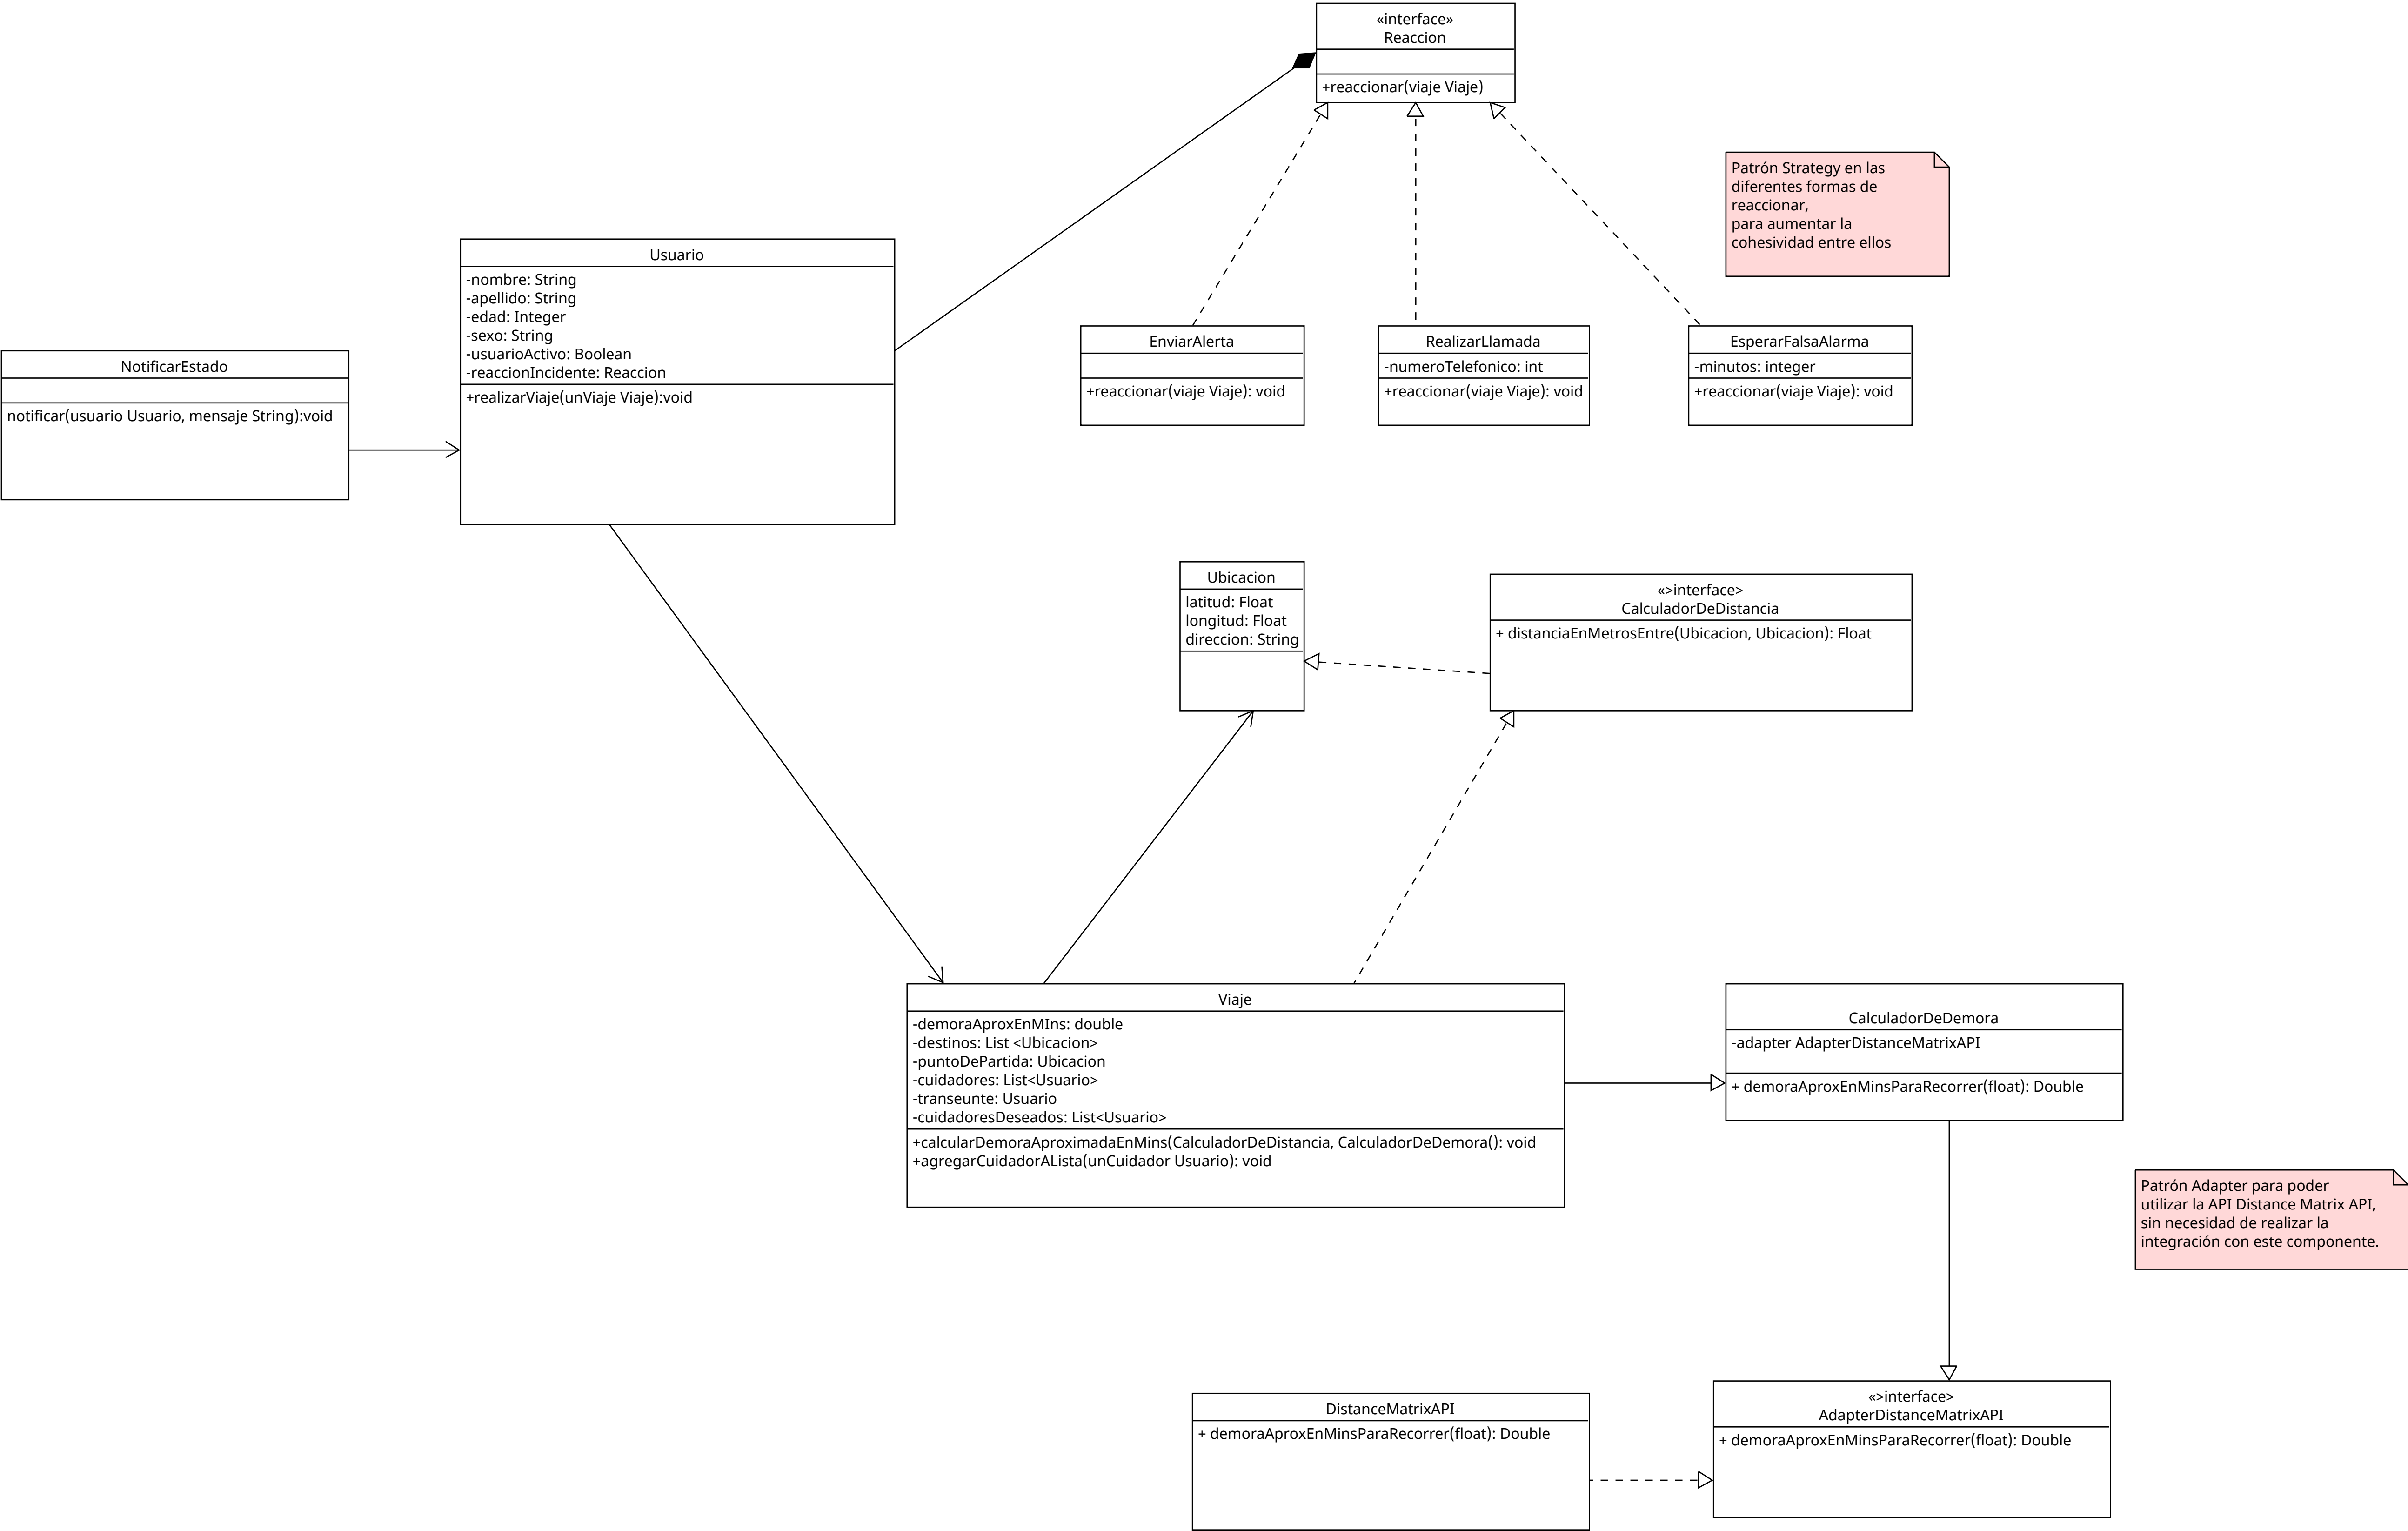 «interface»
Reaccion
+reaccionar(viaje Viaje)
Patrón Strategy en las
diferentes formas de
reaccionar,
para aumentar la
cohesividad entre ellos
Usuario
-nombre: String
-apellido: String
-edad: Integer
-sexo: String
-usuarioActivo: Boolean
-reaccionIncidente: Reaccion
+realizarViaje(unViaje Viaje):void
NotificarEstado
notificar(usuario Usuario, mensaje String):void
EnviarAlerta
+reaccionar(viaje Viaje): void
RealizarLlamada
-numeroTelefonico: int
+reaccionar(viaje Viaje): void
EsperarFalsaAlarma
-minutos: integer
+reaccionar(viaje Viaje): void
Ubicacion
latitud: Float
longitud: Float
direccion: String
«>interface>
CalculadorDeDistancia
+ distanciaEnMetrosEntre(Ubicacion, Ubicacion): Float
Viaje
-demoraAproxEnMIns: double
-destinos: List <Ubicacion>
-puntoDePartida: Ubicacion
-cuidadores: List<Usuario>
-transeunte: Usuario
-cuidadoresDeseados: List<Usuario>
+calcularDemoraAproximadaEnMins(CalculadorDeDistancia, CalculadorDeDemora(): void
+agregarCuidadorALista(unCuidador Usuario): void
CalculadorDeDemora
-adapter AdapterDistanceMatrixAPI
+ demoraAproxEnMinsParaRecorrer(float): Double
Patrón Adapter para poder
utilizar la API Distance Matrix API,
sin necesidad de realizar la
integración con este componente.
DistanceMatrixAPI
+ demoraAproxEnMinsParaRecorrer(float): Double
«>interface>
AdapterDistanceMatrixAPI
+ demoraAproxEnMinsParaRecorrer(float): Double